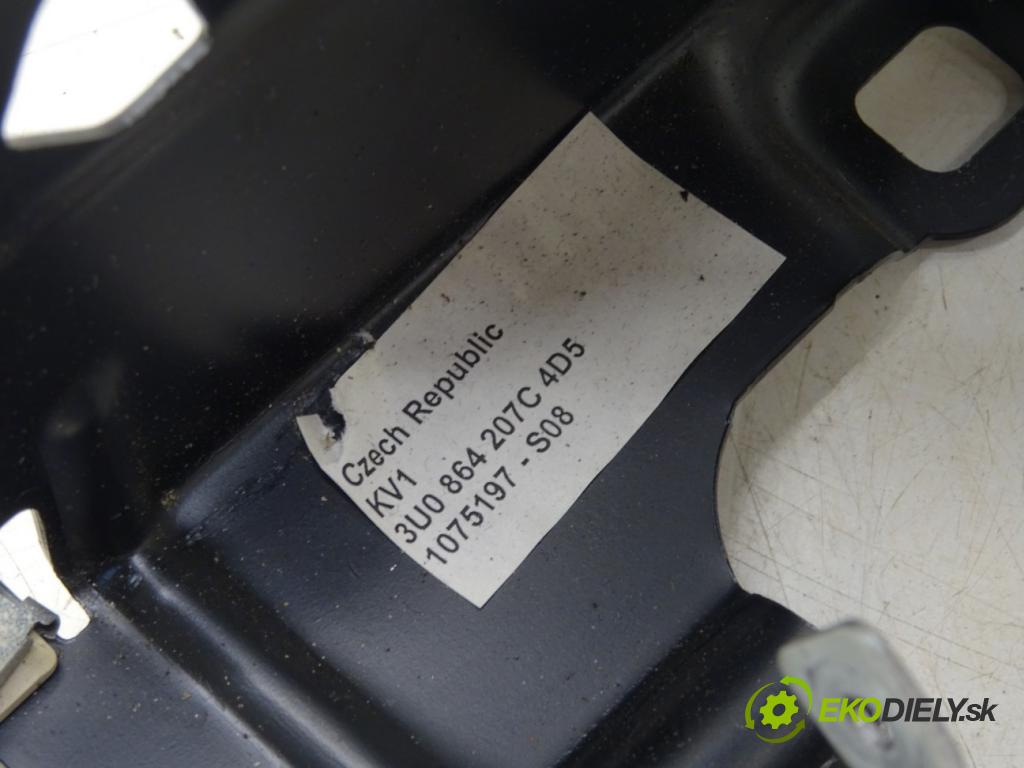 Czech Republic
KV1
3U0 864 207C 4D5
1075197 - S08
EKODIELY.sk